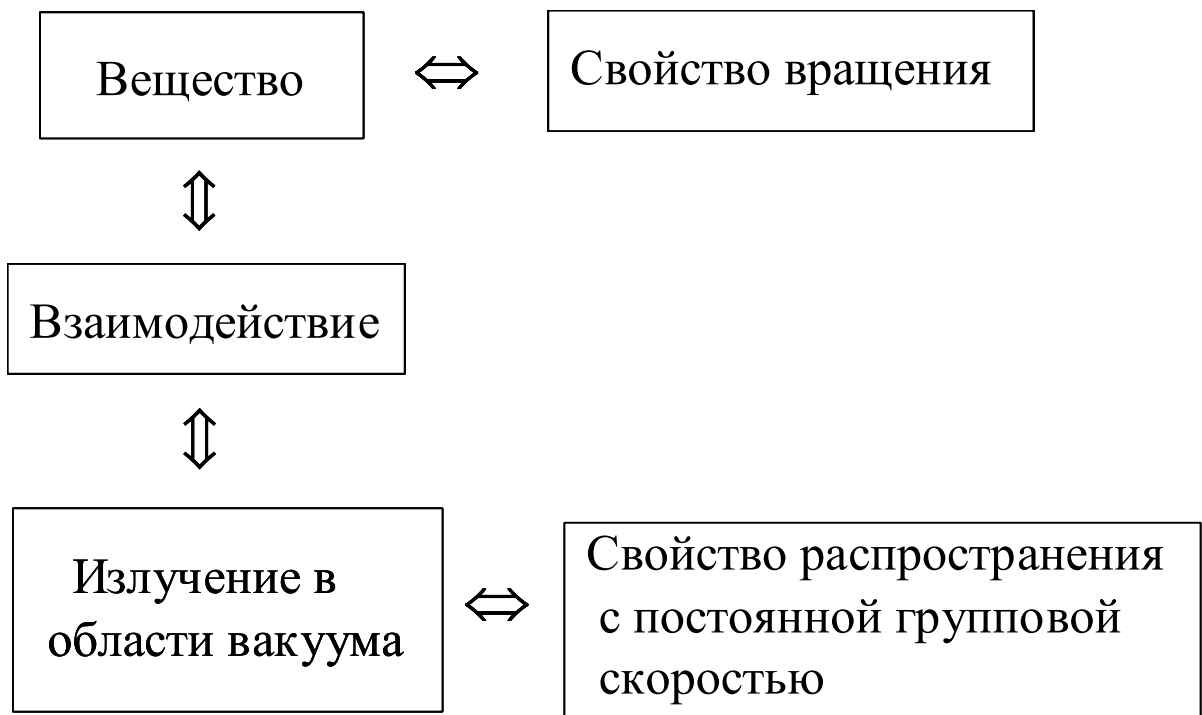 Вещество
Свойство вращения
Взаимодействие
Излучение в
области вакуума
Свойство распространения
с постоянной групповой
скоростью